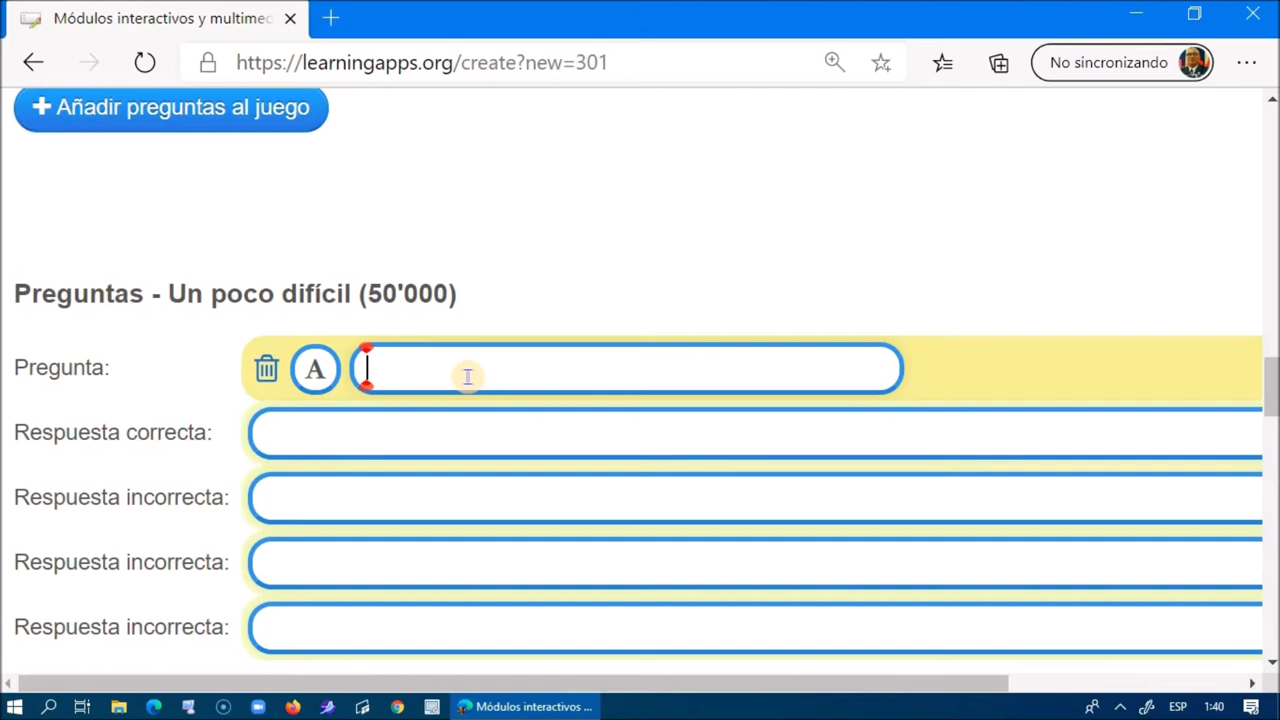 Módulos interactivos y multimed
https://learningapps.org/create?new=301
No sincronizando
Añadir preguntas al juego
Preguntas - Un poco difícil (50'000)
Pregunta:
A
Respuesta correcta:
Respuesta incorrecta:
Respuesta incorrecta:
Respuesta incorrecta:
Módulos interactivos ...
ESP
1:40